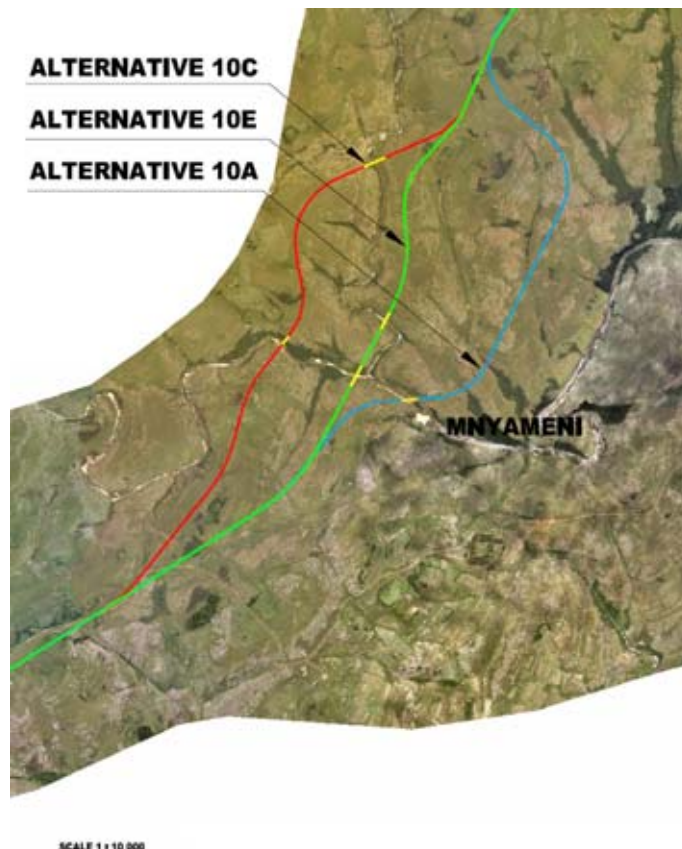 ALTERNATIVE 10C
ALTERNATIVE 10E
ALTERNATIVE 10A
MNYAMENI
SCALE 1:10 000